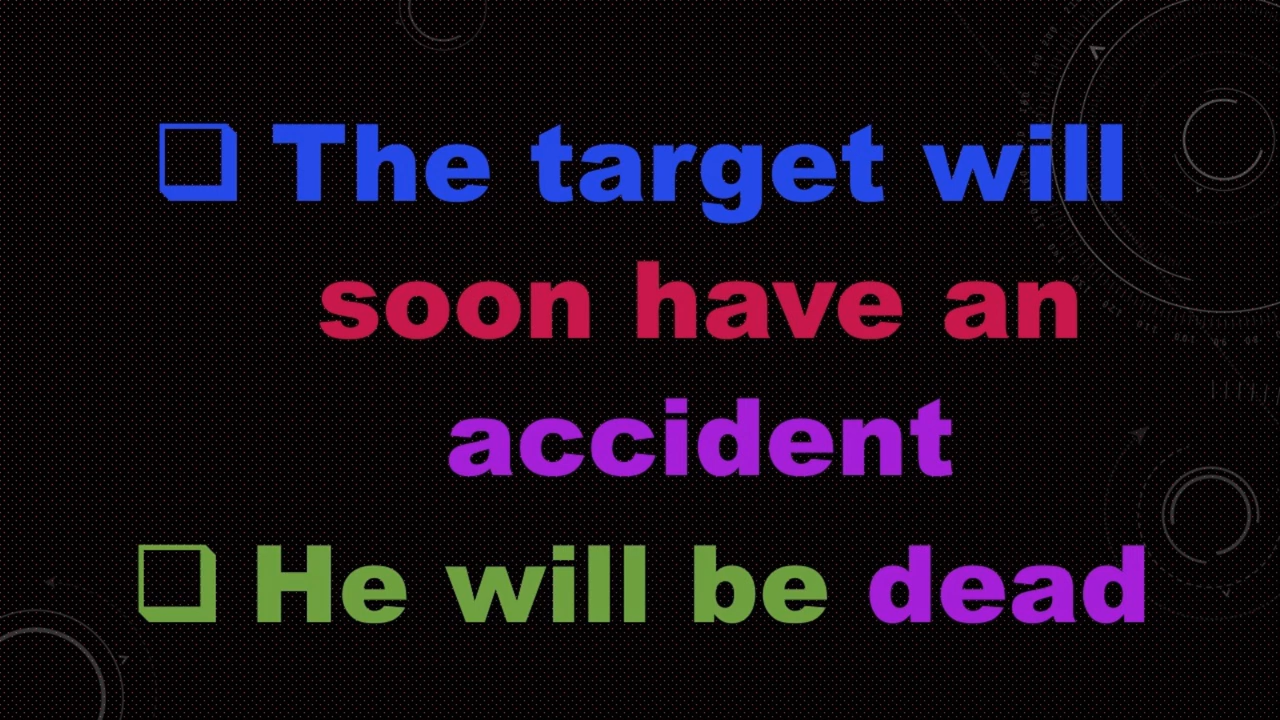 ❑ The target will
soon have an
accident
❑ He will be dead